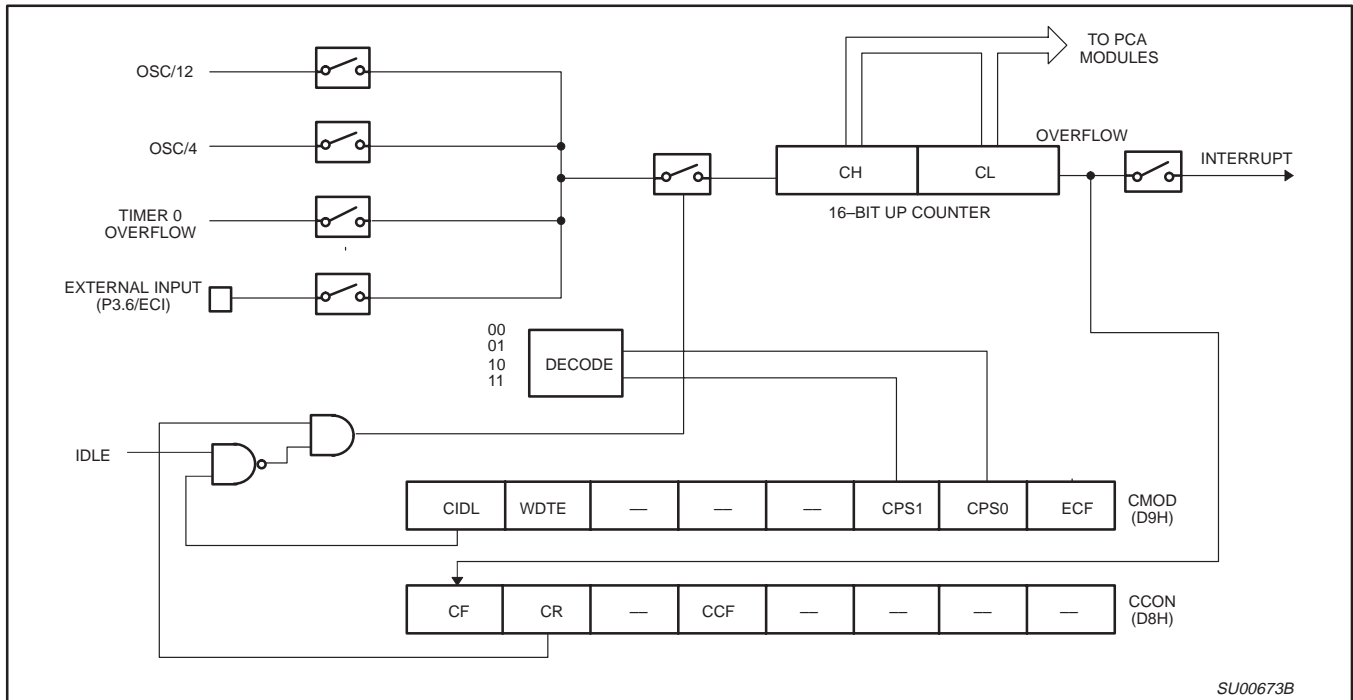 TO PCA
MODULES
OSC/12
OSC/4
OVERFLOW
INTERRUPT
CH
CL
16–BIT UP COUNTER
TIMER 0
OVERFLOW
EXTERNAL INPUT
(P3.6/ECI)
00
01
10
11
DECODE
IDLE
CIDL WDTE –– –– –– CPS1 CPS0 ECF
CMOD
(D9H)
CF CR –– CCF –– –– –– ––
CCON
(D8H)
SU00673B